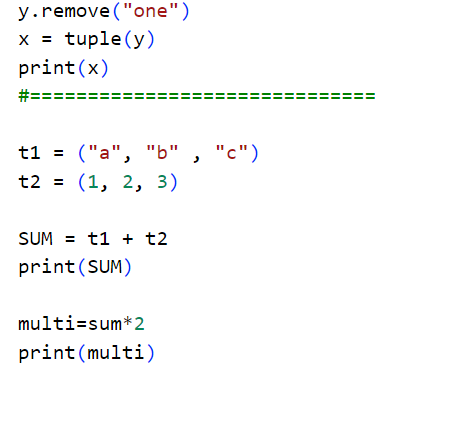 y.remove("one")
x = tuple(y)
print(x)
#==============================
t1 = ("a", "b" , "c")
t2 = (1, 2, 3)
SUM = t1 + t2
print(SUM)
multi=sum*2
print(multi)